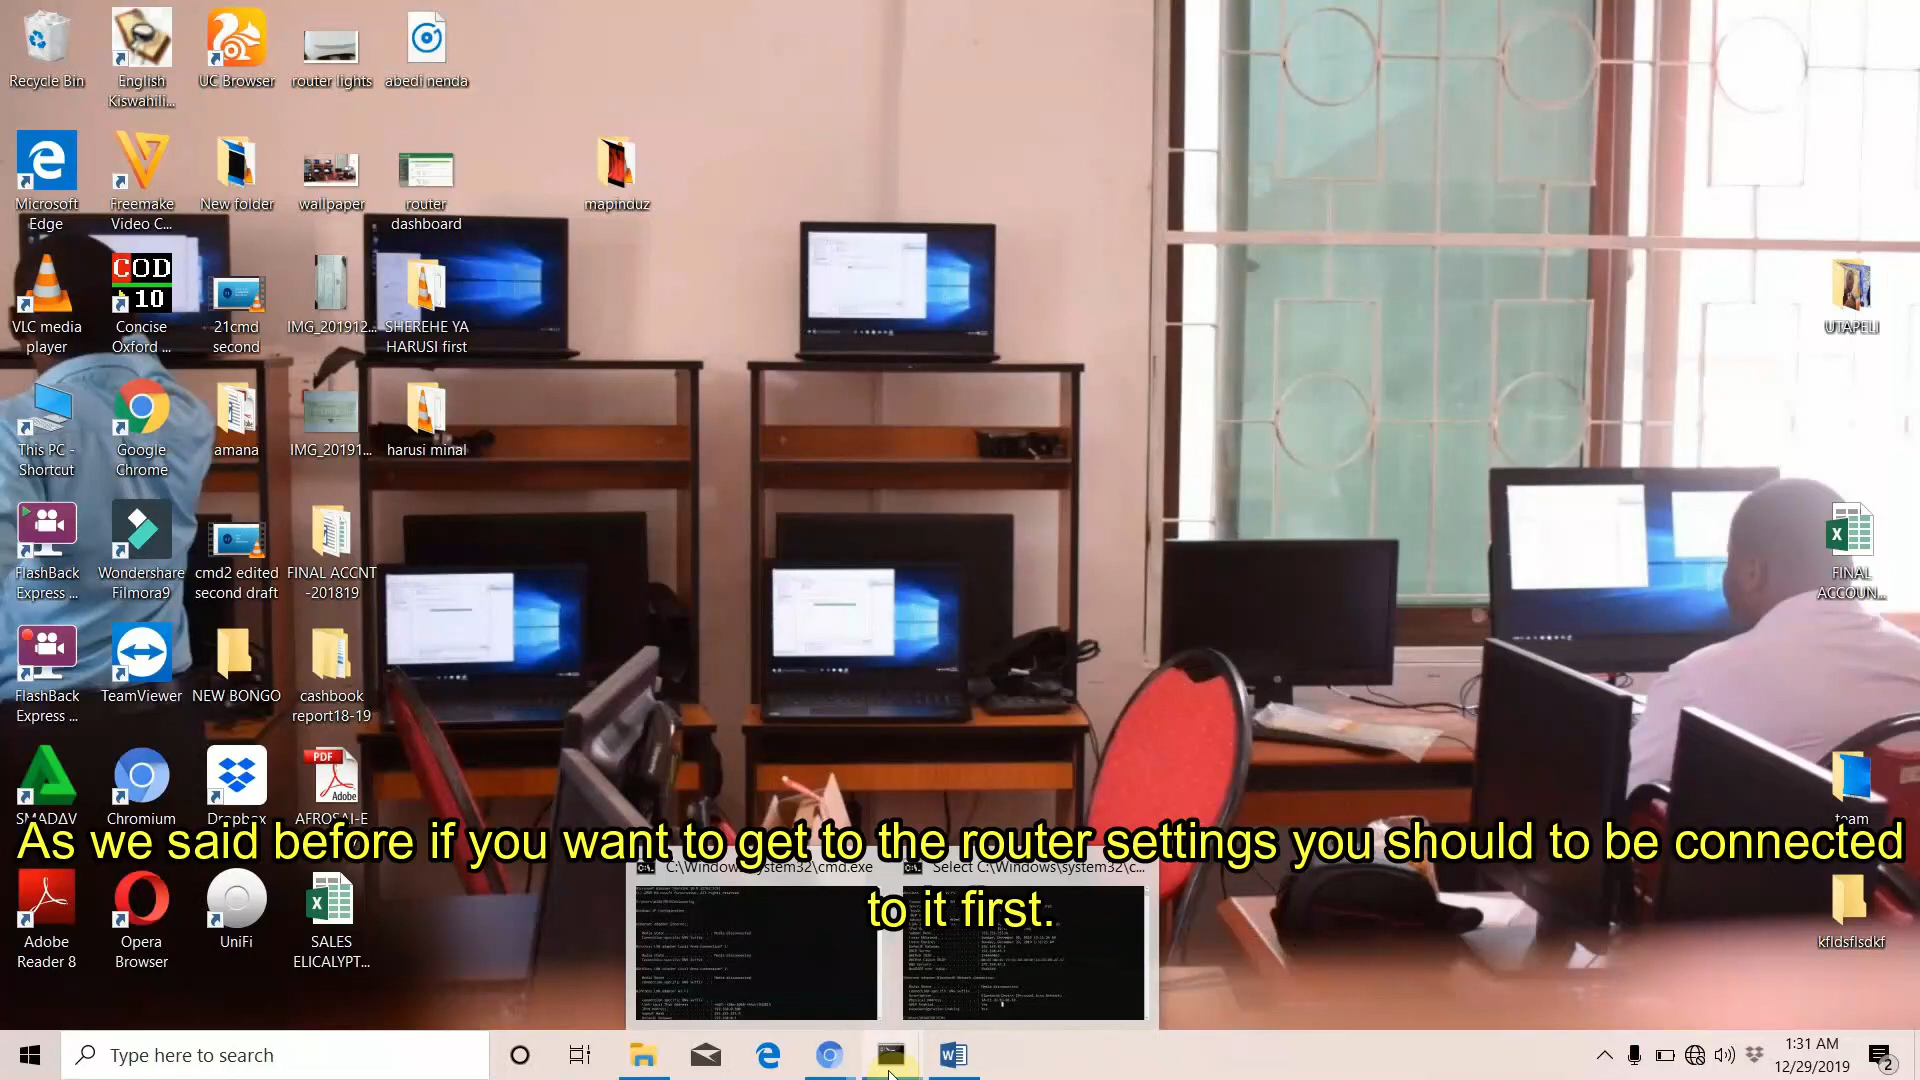 Recycle Bin
English
Kiswahili...
UC Browser
router lights
abedi nenda
Microsoft
Edge
Freemake
Video C...
New folder
wallpaper
router
dashboard
mapinduz
VLC media
player
COD
10
Concise
Oxford ...
21cmd
second
IMG_201912...
SHEREHE YA
HARUSI first
UTAPELI
This PC -
Shortcut
Google
Chrome
amana
IMG_20191...
harusi minal
FlashBack
Express ...
Wondershare
Filmora9
cmd2 edited
second draft
FINAL ACCNT
-201819
FINAL
ACCOUN...
FlashBack
Express ...
TeamViewer
NEW BONGO
cashbook
report18-19
PDF
Adobe
SMADAV
Chromium
Dropbox
AFROSAI-E
team
As we said before if you want to get to the router settings you should to be connected
to it first.
C:\Windows\system32\cmd.exe
Select C:\Windows\system32\c...
Adobe
Reader 8
Opera
Browser
UniFi
SALES
ELICALYPT...
kfldsflsdkf
Type here to search
1:31 AM
12/29/2019
2